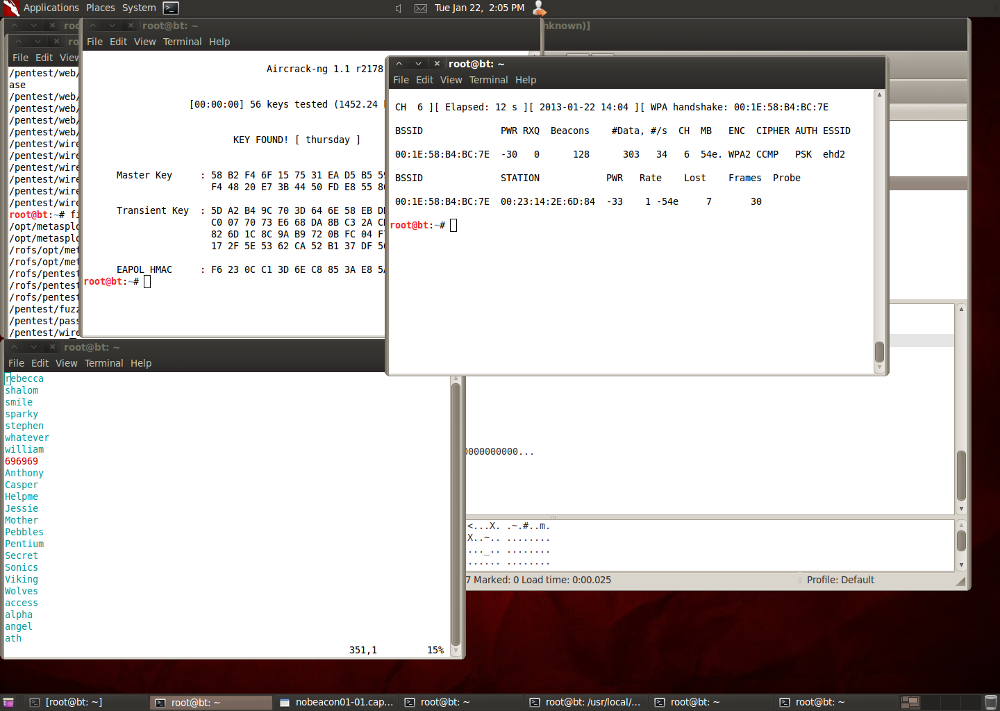 Applications Places System
Tue Jan 22, 2:05 PM
root@bt: ~
File Edit View Terminal Help
Aircrack-ng 1.1 r2178
[00:00:00] 56 keys tested (1452.24
KEY FOUND! [ thursday ]
Master Key : 58 B2 F4 6F 15 75 31 EA D5 B5
F4 48 20 E7 3B 44 50 FD E8 55
Transient Key : 5D A2 B4 9C 70 3D 64 6E 58 EB
C0 07 70 73 E6 68 DA 8B C3 2A
82 6D 1C 8C 9A B9 72 0B FC 04
17 2F 5E 53 62 CA 52 B1 37 DF
EAPOL HMAC : F6 23 0C C1 3D 6E C8 85 3A E8
root@bt:~#
nknown)]
File Edit View
/pentest/web/
ase
/pentest/web/
/pentest/web/
/pentest/web/
/pentest/web/
/pentest/wire
/pentest/wire
/pentest/wire
/pentest/wire
/pentest/wire
/pentest/wire
root@bt:~# fi
/opt/metasplo
/opt/metasplo
/rofs/opt/met
/rofs/opt/met
/rofs/pentest
/rofs/pentest
/rofs/pentest
/pentest/fuzz
/pentest/pass
/pentest/wire
root@bt: ~
File Edit View Terminal Help
CH 6 ][ Elapsed: 12 s ][ 2013-01-22 14:04 ][ WPA handshake: 00:1E:58:B4:BC:7E
BSSID PWR RXQ Beacons #Data, #/s CH MB ENC CIPHER AUTH ESSID
00:1E:58:B4:BC:7E -30 0 128 303 34 6 54e. WPA2 CCMP PSK ehd2
BSSID STATION PWR Rate Lost Frames Probe
00:1E:58:B4:BC:7E 00:23:14:2E:6D:84 -33 1 -54e 7 30
root@bt:~#
root@bt: ~
File Edit View Terminal Help
rebecca
shalom
smile
sparky
stephen
whatever
william
696969
Anthony
Casper
Helpme
Jessie
Mother
Pebbles
Pentium
Secret
Sonics
Viking
Wolves
access
alpha
angel
ath
351,1 15%
0000000000...
<...X. .~.#..m.
X..~.. ........
..._.. ........
...... ........
7 Marked: 0 Load time: 0:00.025
Profile: Default
[root@bt: ~]
root@bt: ~
nobeacon01-01.cap...
root@bt: ~
root@bt: /usr/local/...
root@bt: ~
root@bt: ~